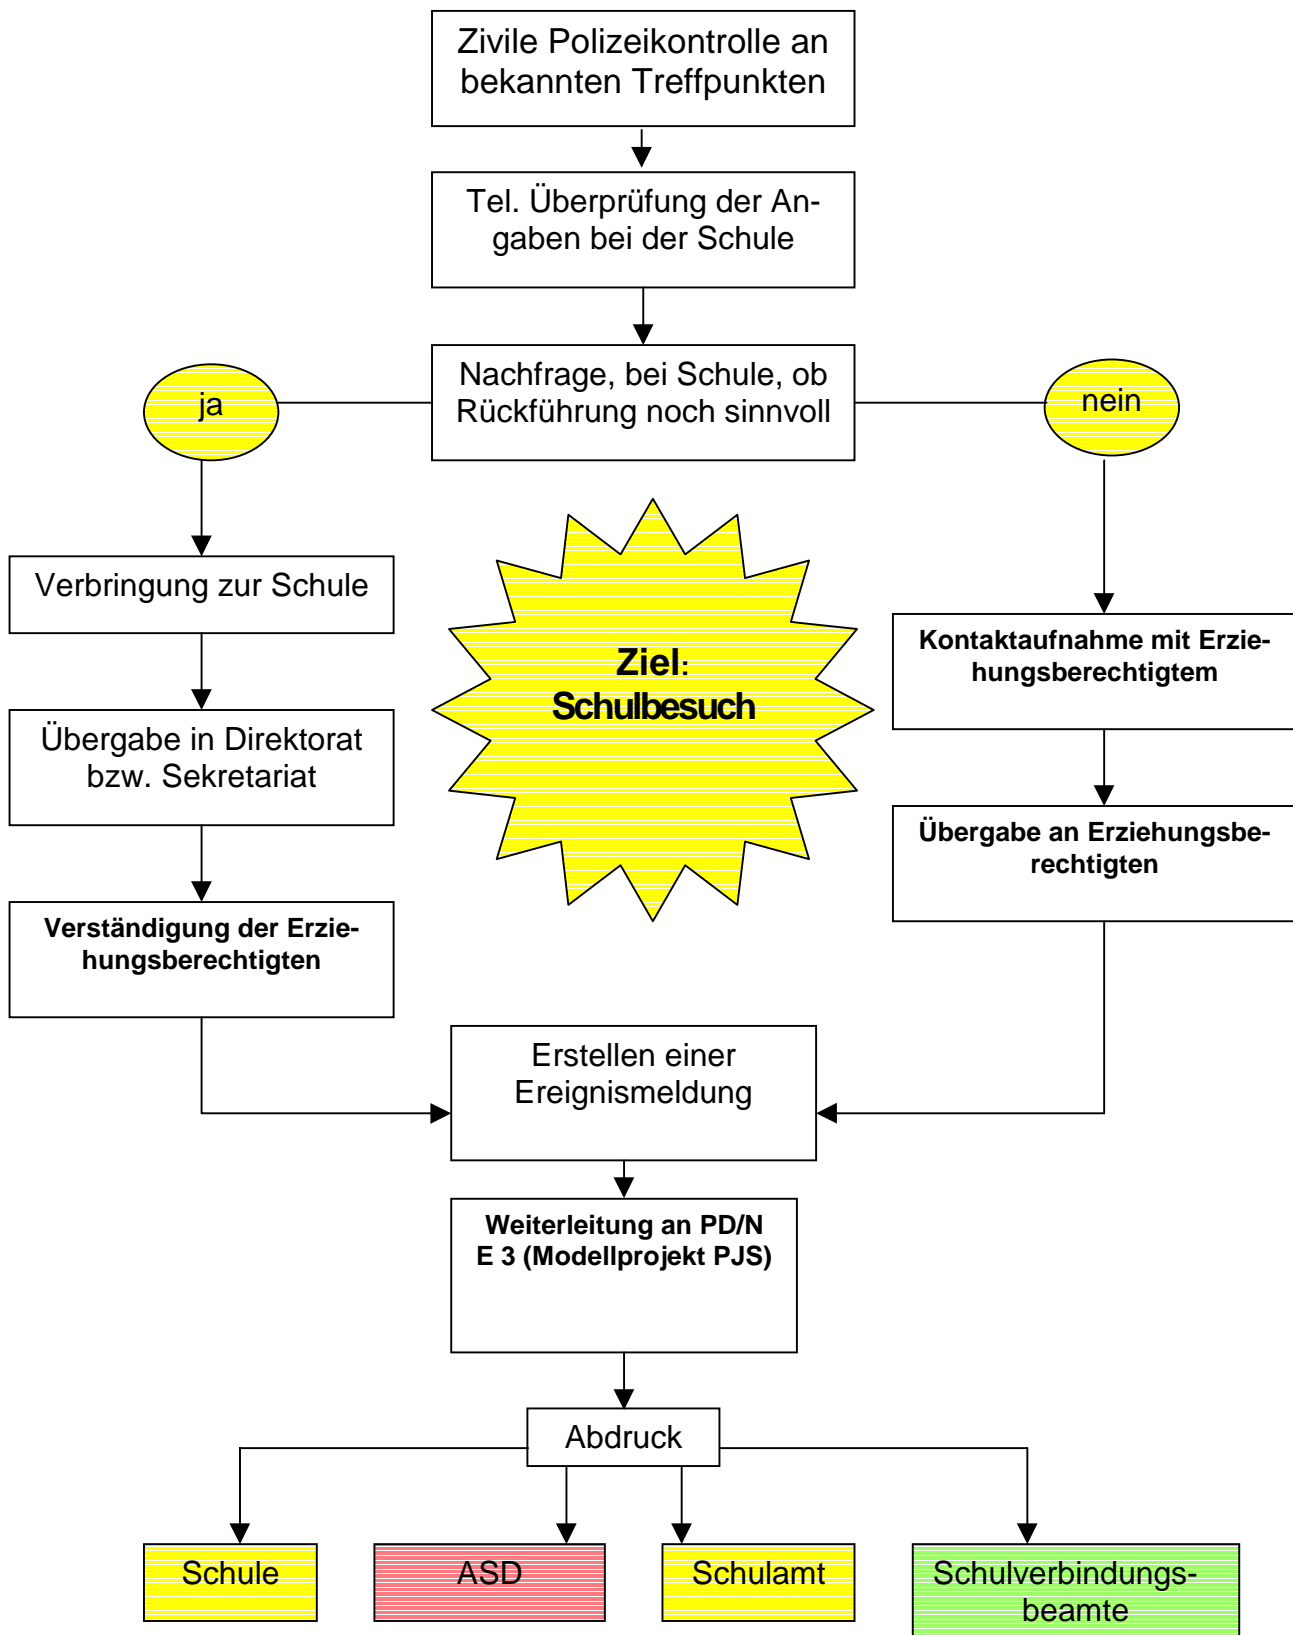 Zivile Polizeikontrolle an
bekannten Treffpunkten
Tel. Überprüfung der An-
gaben bei der Schule
Nachfrage, bei Schule, ob
Rückführung noch sinnvoll
ja
nein
Verbringung zur Schule
Übergabe in Direktorat
bzw. Sekretariat
Verständigung der Erzie-
hungsberechtigten
Ziel:
Schulbesuch
Kontaktaufnahme mit Erzie-
hungsberechtigtem
Übergabe an Erziehungsbe-
rechtigten
Erstellen einer
Ereignismeldung
Weiterleitung an PD/N
E 3 (Modellprojekt PJS)
Abdruck
Schule
ASD
Schulamt
Schulverbindungs-
beamte